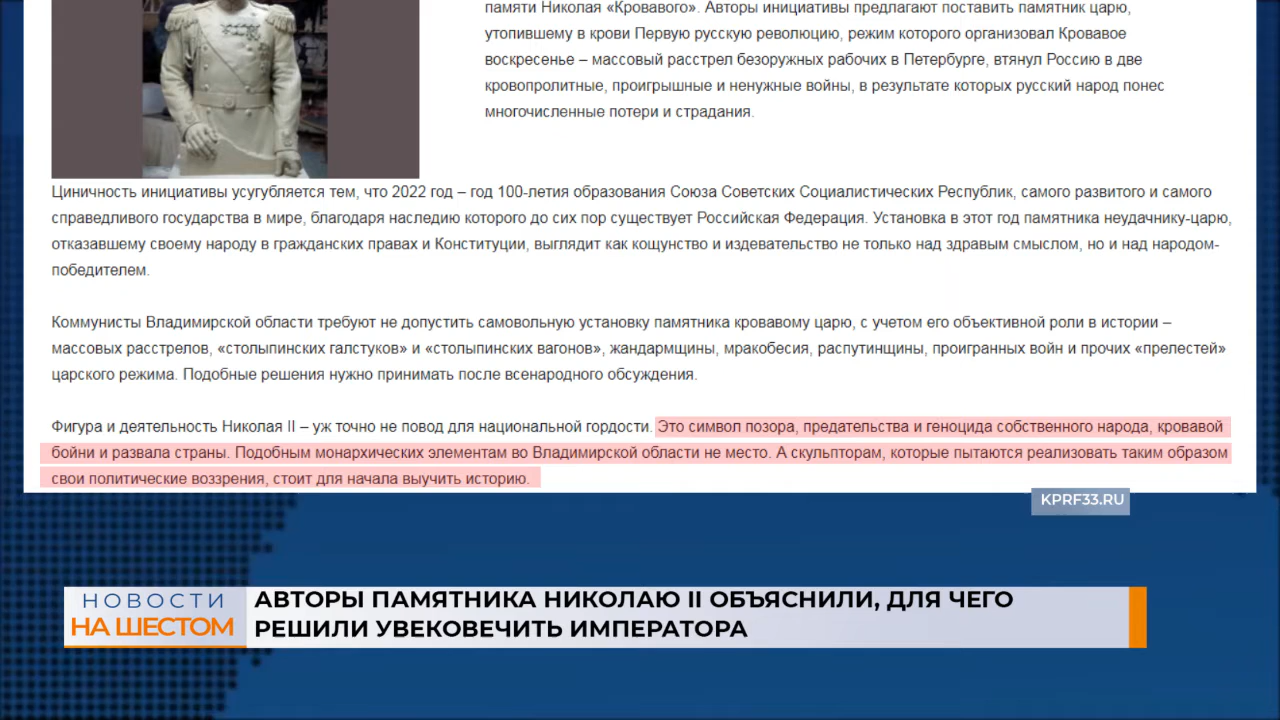 памяти Николая «Кровавого». Авторы инициативы предлагают поставить памятник царю,
утопившему в крови Первую русскую революцию, режим которого организовал Кровавое
воскресенье – массовый расстрел безоружных рабочих в Петербурге, втянул Россию в две
кровопролитные, проигрышные и ненужные войны, в результате которых русский народ понес
многочисленные потери и страдания.
Циничность инициативы усугубляется тем, что 2022 год – год 100-летия образования Союза Советских Социалистических Республик, самого развитого и самого
справедливого государства в мире, благодаря наследию которого до сих пор существует Российская Федерация. Установка в этот год памятника неудачнику-царю,
отказавшему своему народу в гражданских правах и Конституции, выглядит как кощунство и издевательство не только над здравым смыслом, но и над народом-
победителем.
Коммунисты Владимирской области требуют не допустить самовольную установку памятника кровавому царю, с учетом его объективной роли в истории –
массовых расстрелов, «столыпинских галстуков» и «столыпинских вагонов», жандармщины, мракобесия, распутинщины, проигранных войн и прочих «прелестей»
царского режима. Подобные решения нужно принимать после всенародного обсуждения.
Фигура и деятельность Николая II – уж точно не повод для национальной гордости. Это символ позора, предательства и геноцида собственного народа, кровавой
бойни и развала страны. Подобным монархических элементам во Владимирской области не место. А скульпторам, которые пытаются реализовать таким образом
свои политические воззрения, стоит для начала выучить историю.
KPRF33.RU
НОВОСТИ
НА ШЕСТОМ
АВТОРЫ ПАМЯТНИКА НИКОЛАЮ II ОБЪЯСНИЛИ, ДЛЯ ЧЕГО
РЕШИЛИ УВЕКОВЕЧИТЬ ИМПЕРАТОРА